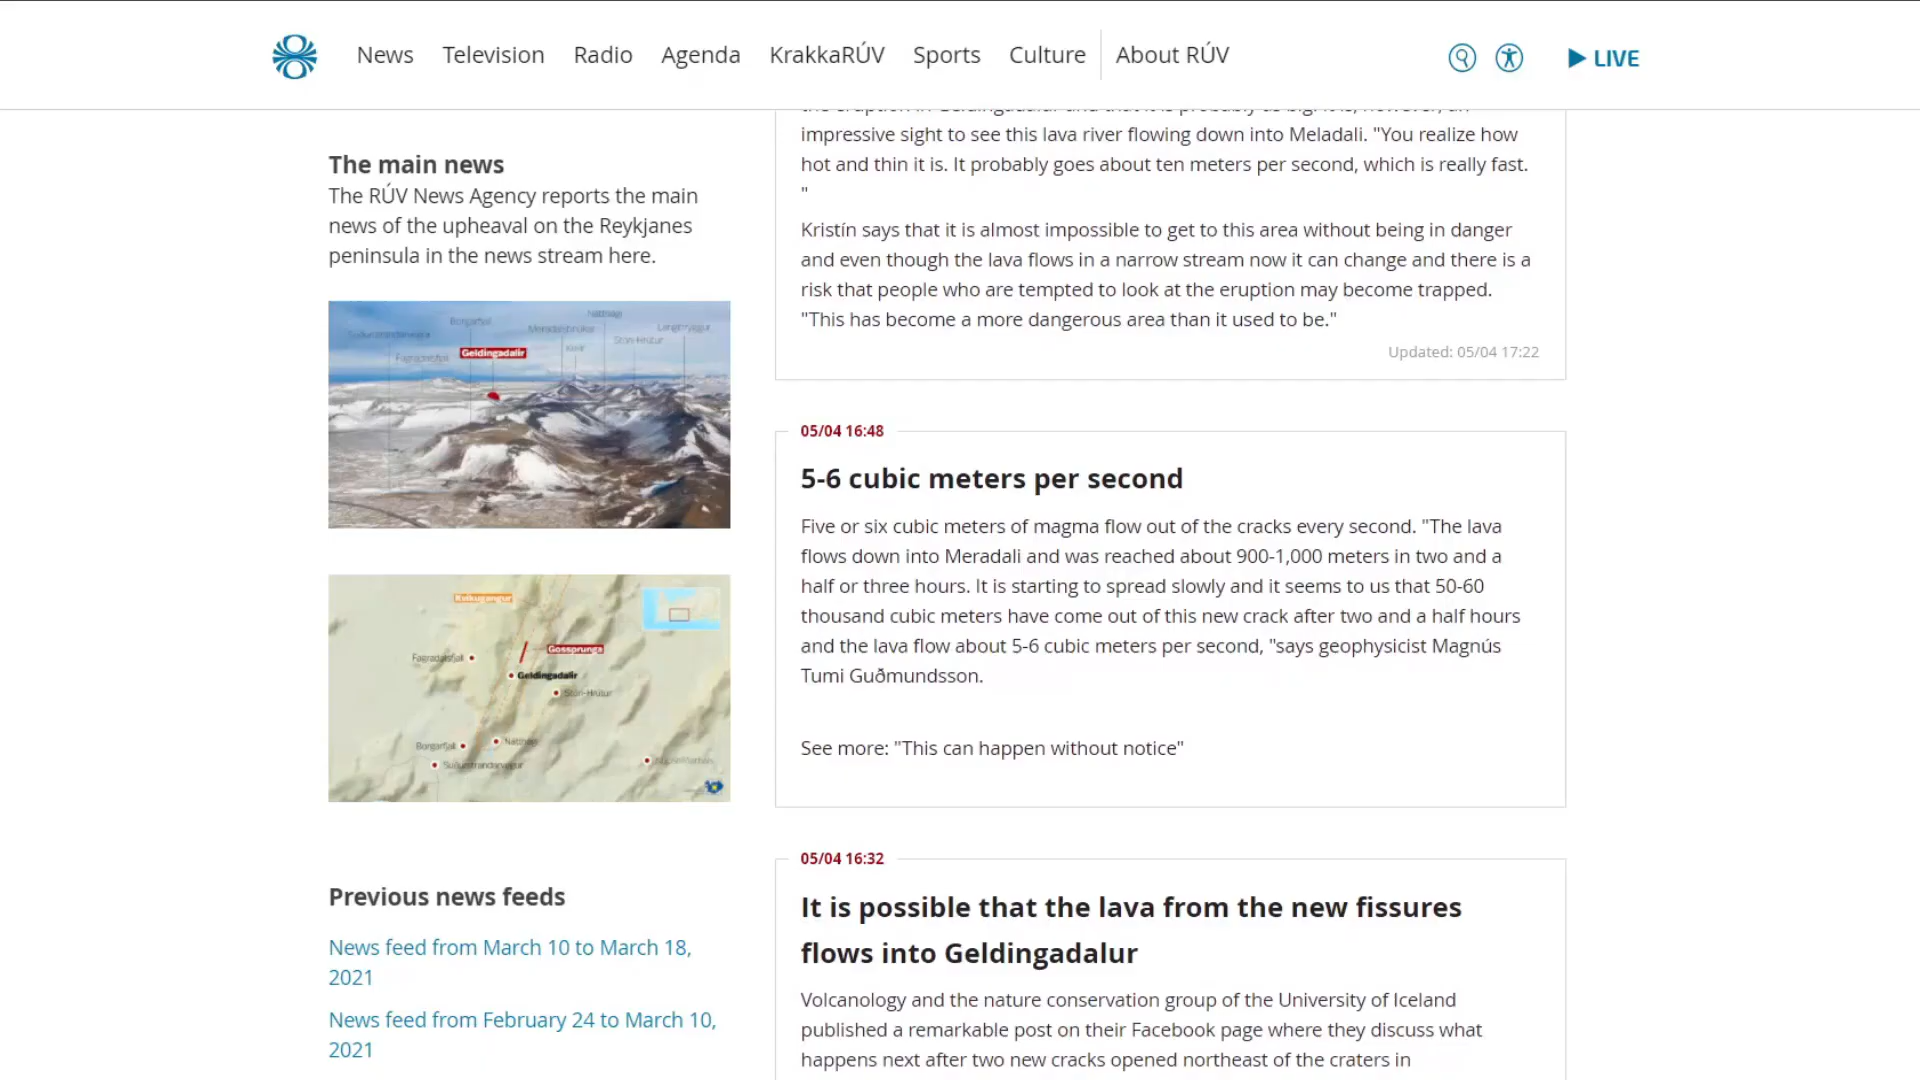 News Television Radio Agenda KrakkaRÚV Sports Culture About RÚV LIVE
The main news
The RÚV News Agency reports the main
news of the upheaval on the Reykjanes
peninsula in the news stream here.
Borgarfjall
Geldingadalir
Fagradalsfjall
Keilir
Stóri-Hrútur
Langihryggur
Kvikugangur
Gossprunga
Fagradalsfjall
Geldingadalir
Stóri-Hrútur
Borgarfjall
Nátthagi
Suðurstrandarvegur
Previous news feeds
News feed from March 10 to March 18,
2021
News feed from February 24 to March 10,
2021
impressive sight to see this lava river flowing down into Meladali. "You realize how
hot and thin it is. It probably goes about ten meters per second, which is really fast.
"
Kristín says that it is almost impossible to get to this area without being in danger
and even though the lava flows in a narrow stream now it can change and there is a
risk that people who are tempted to look at the eruption may become trapped.
"This has become a more dangerous area than it used to be."
Updated: 05/04 17:22
05/04 16:48
5-6 cubic meters per second
Five or six cubic meters of magma flow out of the cracks every second. "The lava
flows down into Meradali and was reached about 900-1,000 meters in two and a
half or three hours. It is starting to spread slowly and it seems to us that 50-60
thousand cubic meters have come out of this new crack after two and a half hours
and the lava flow about 5-6 cubic meters per second, "says geophysicist Magnús
Tumi Guðmundsson.
See more: "This can happen without notice"
05/04 16:32
It is possible that the lava from the new fissures
flows into Geldingadalur
Volcanology and the nature conservation group of the University of Iceland
published a remarkable post on their Facebook page where they discuss what
happens next after two new cracks opened northeast of the craters in